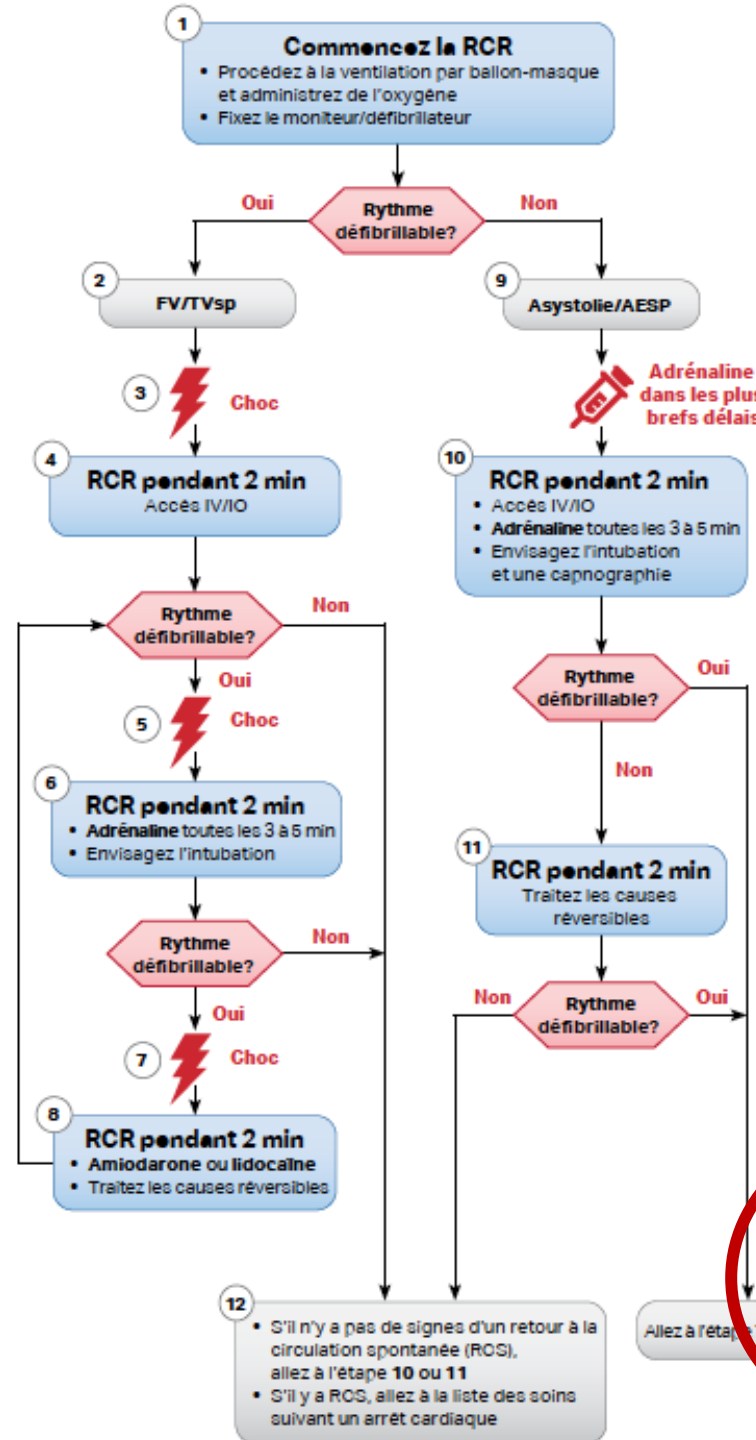 1
Commencez la RCR
• Procédez à la ventilation par ballon-masque
et administrez de l'oxygène
• Fixez le moniteur/défibrillateur
Oui
Rythme
défibrillable?
Non
2
FV/TVsp
9
Asystolie/AESP
3
Choc
Adrénaline
dans les plus
brefs délais
4
RCR pendant 2 min
Accès IV/IO
10
RCR pendant 2 min
• Accès IV/IO
• Adrénaline toutes les 3 à 5 min
• Envisagez l'intubation
et une capnographie
Rythme
défibrillable?
Non
Oui
Rythme
défibrillable?
Oui
Non
5
Choc
6
RCR pendant 2 min
• Adrénaline toutes les 3 à 5 min
• Envisagez l'intubation
11
RCR pendant 2 min
Traitez les causes
réversibles
Rythme
défibrillable?
Non
Oui
Non
Rythme
défibrillable?
Oui
7
Choc
8
RCR pendant 2 min
• Amiodarone ou lidocaïne
• Traitez les causes réversibles
12
• S'il n'y a pas de signes d'un retour à la
circulation spontanée (RCS),
allez à l'étape 10 ou 11
• S'il y a RCS, allez à la liste des soins
suivant un arrêt cardiaque
Allez à l'étape